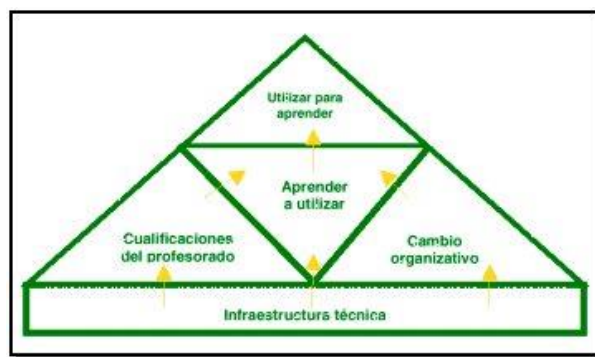 Utilizar para
aprender
Aprender
a utilizar
Cualificaciones
del profesorado
Cambio
organizativo
Infraestructura técnica